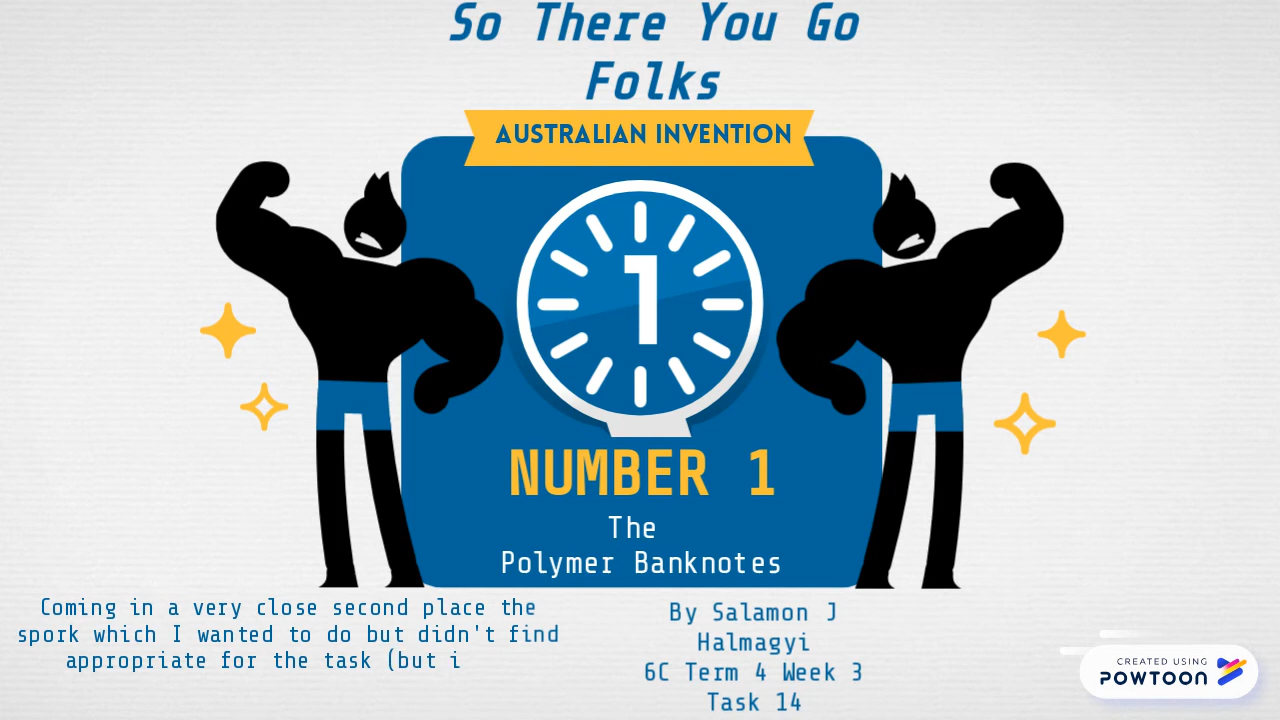 So There You Go
Folks
AUSTRALIAN INVENTION
1
NUMBER 1
The
Polymer Banknotes
Coming in a very close second place the
spork which I wanted to do but didn't find
appropriate for the task (but i
By Salamon J
Halmagyi
6C Term 4 Week 3
Task 14
CREATED USING
POWTOON